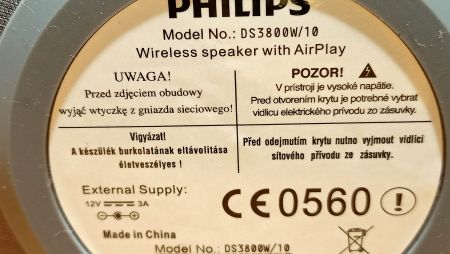 PHILIPS
Model No.: DS3800W/10
Wireless speaker with AirPlay
UWAGA!
Przed zdjęciem obudowy
wyjąć wtyczkę z gniazda sieciowego!
POZOR!
V prístroji je vysoké napätie.
Pred otvorením krytu je potrebné vybrať
vidlicu elektrického prívodu zo zásuvky.
Vigyázat!
A készülék burkolatának eltávolítása
életveszélyes !
Před odejmutím krytu nutno vyjmout vidlici
síťového přívodu ze zásuvky.
External Supply:
12V 3A
CE0560
Made in China
Model No.: DS3800W/10